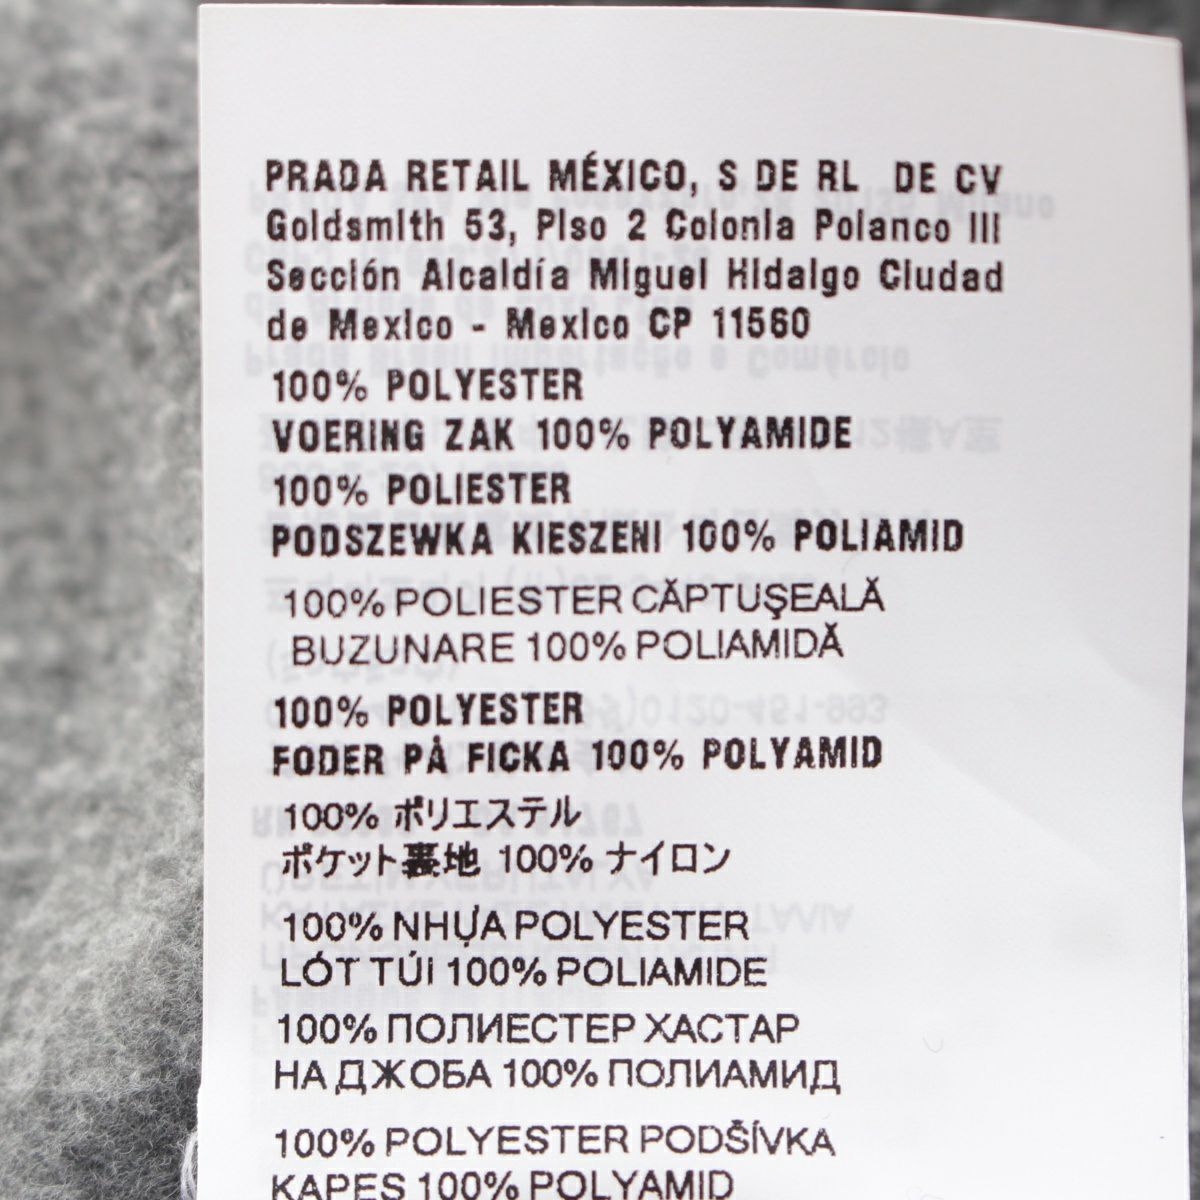 PRADA RETAIL MÉXICO, S DE RL DE CV
Goldsmith 53, Piso 2 Colonia Polanco III
Sección Alcaldía Miguel Hidalgo Ciudad
de Mexico - Mexico CP 11560
100% POLYESTER
VOERING ZAK 100% POLYAMIDE
100% POLIESTER
PODSZEWKA KIESZENI 100% POLIAMID
100% POLIESTER CĂPTUŞEALĂ
BUZUNARE 100% POLIAMIDĂ
100% POLYESTER
FODER PÅ FICKA 100% POLYAMID
100% ポリエステル
ポケット裏地 100% ナイロン
100% NHỰA POLYESTER
LÓT TÚI 100% POLIAMIDE
100% ПОЛИЕСТЕР ХАСТАР
НА ДЖОБА 100% ПОЛИАМИД
100% POLYESTER PODŠÍVKA
KAPES 100% POLYAMID